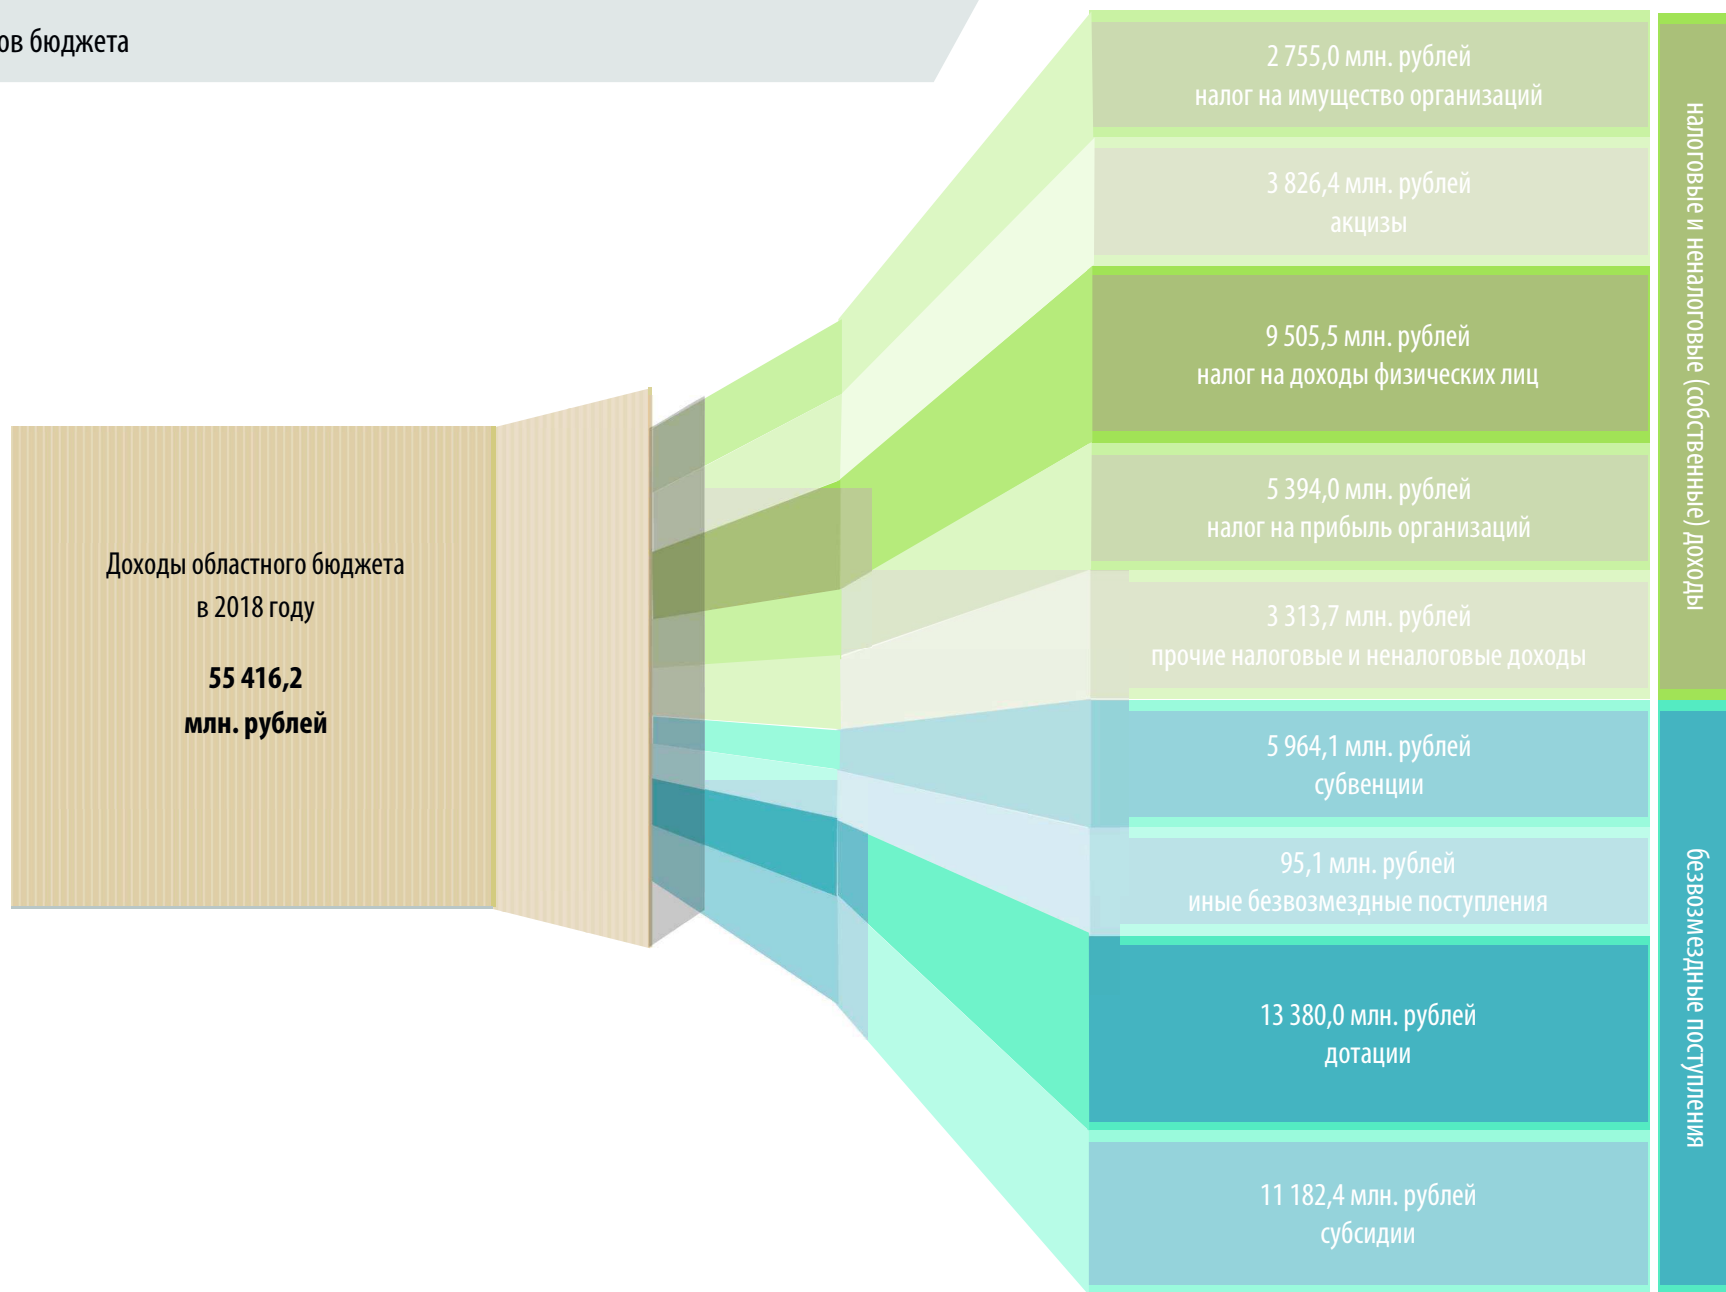 бюджета
Доходы областного бюджета
в 2018 году
55 416,2
млн. рублей
2 755,0 млн. рублей
налог на имущество организаций
3 826,4 млн. рублей
акцизы
9 505,5 млн. рублей
налог на доходы физических лиц
5 394,0 млн. рублей
налог на прибыль организаций
3 313,7 млн. рублей
прочие налоговые и неналоговые доходы
5 964,1 млн. рублей
субвенции
95,1 млн. рублей
иные безвозмездные поступления
13 380,0 млн. рублей
дотации
11 182,4 млн. рублей
субсидии
налоговые и неналоговые (собственные) доходы
безвозмездные поступления